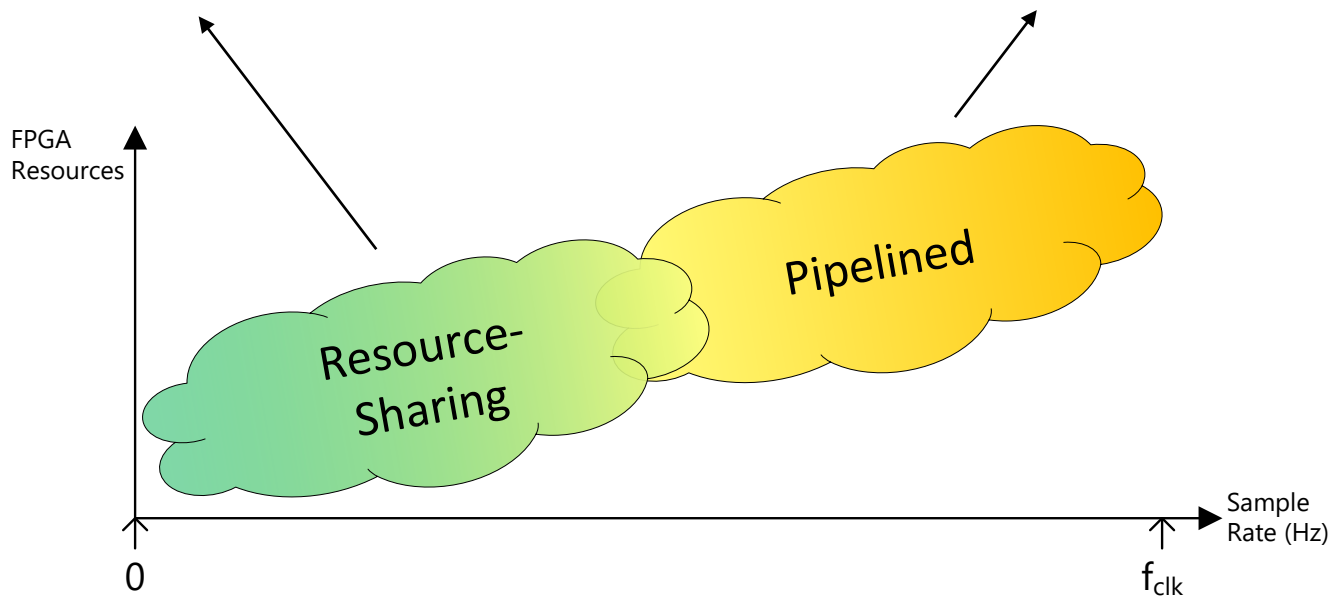 FPGA
Resources
Pipelined
Resource-
Sharing
Sample
Rate (Hz)
0
fclk